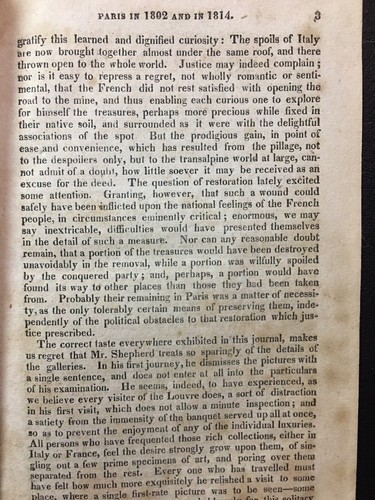 PARIS IN 1802 AND IN 1814. 3
gratify this learned and dignified curiosity: The spoils of Italy
are now brought together almost under the same roof, and there
thrown open to the whole world. Justice may indeed complain;
nor is it easy to repress a regret, not wholly romantic or senti-
mental, that the French did not rest satisfied with opening the
road to the mine, and thus enabling each curious one to explore
for himself the treasures, perhaps more precious while fixed in
their native soil, and surrounded as it were with the delightful
associations of the spot. But the prodigious gain, in point of
ease and convenience, which has resulted from the pillage, not
to the despoilers only, but to the transalpine world at large, can-
not admit of a doubt, how little soever it may be received as an
excuse for the deed. The question of restoration lately excited
some attention. Granting, however, that such a wound could
safely have been inflicted upon the national feelings of the French
people, in circumstances eminently critical; enormous, we may
say inextricable, difficulties would have presented themselves
in the detail of such a measure. Nor can any reasonable doubt
remain, that a portion of the treasures would have been destroyed
unavoidably in the removal, while a portion was wilfully spoiled
by the conquered party; and, perhaps, a portion would have
found its way to other places than those they had been taken
from. Probably their remaining in Paris was a matter of necessi-
ty, as the only tolerably certain means of preserving them, inde-
pendently of the political obstacles to that restoration which jus-
tice prescribed.
The correct taste everywhere exhibited in this journal, makes
us regret that Mr. Shepherd treats so sparingly of the details of
the galleries. In his first journey, he dismisses the pictures with
a single sentence, and does not enter at all into the particulars
of his examination. He seems, indeed, to have experienced, as
we believe every visiter of the Louvre does, a sort of distraction
in his first visit, which does not allow a minute inspection; and
a satiety from the immensity of the banquet served up all at once,
so as to prevent the enjoyment of any of the individual luxuries.
All persons who have frequented those rich collections, either in
Italy or France, feel the desire strongly grow upon them, of sin-
gling out a few prime specimens of art, and poring over them
separated from the rest. Every one who has travelled must
have felt how much more exquisitely he relished a visit to some
place, where a single first-rate picture was to be seen—some